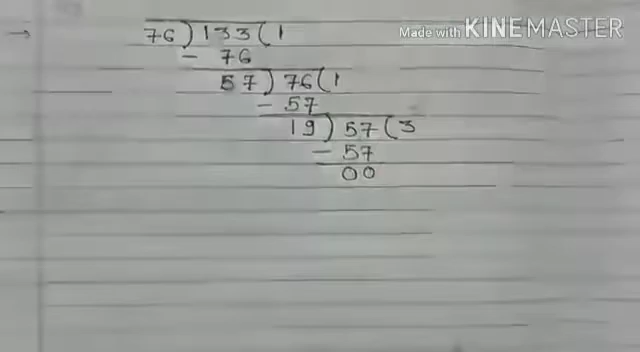 → 76 ) 133 ( 1
- 76
57 ) 76 ( 1
- 57
19 ) 57 ( 3
- 57
00
Made with KINEMASTER